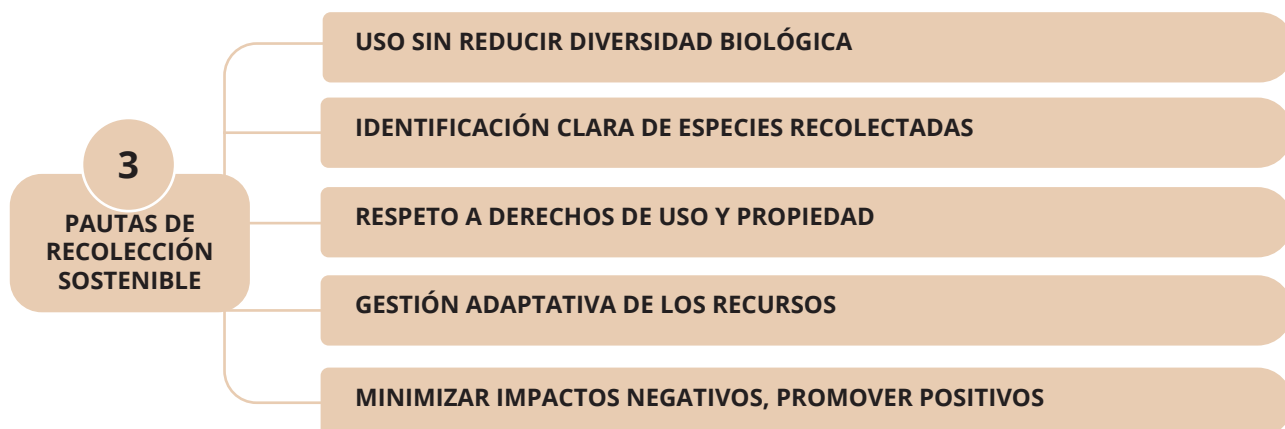 3
PAUTAS DE
RECOLECCIÓN
SOSTENIBLE
USO SIN REDUCIR DIVERSIDAD BIOLÓGICA
IDENTIFICACIÓN CLARA DE ESPECIES RECOLECTADAS
RESPETO A DERECHOS DE USO Y PROPIEDAD
GESTIÓN ADAPTATIVA DE LOS RECURSOS
MINIMIZAR IMPACTOS NEGATIVOS, PROMOVER POSITIVOS